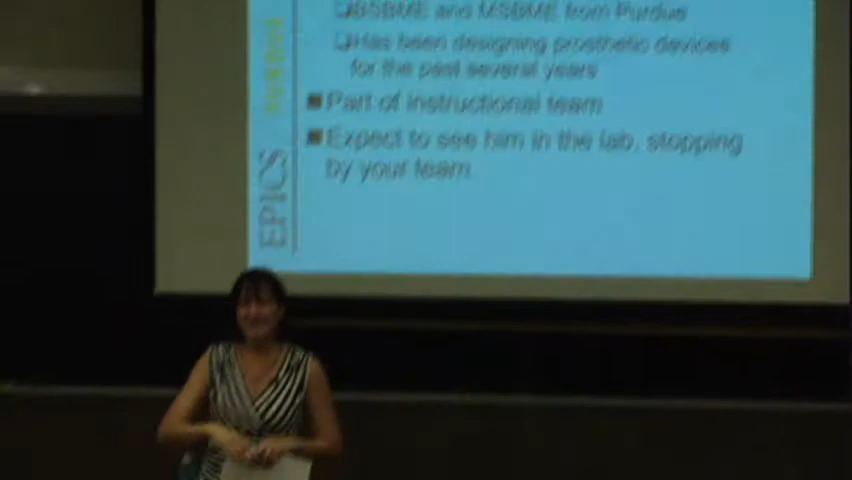 BSBME and MSBME from Purdue
Has been designing prosthetic devices
for the past several years
Part of instructional team
Expect to see him in the lab, stopping
by your team.
PURDUE
EPICS